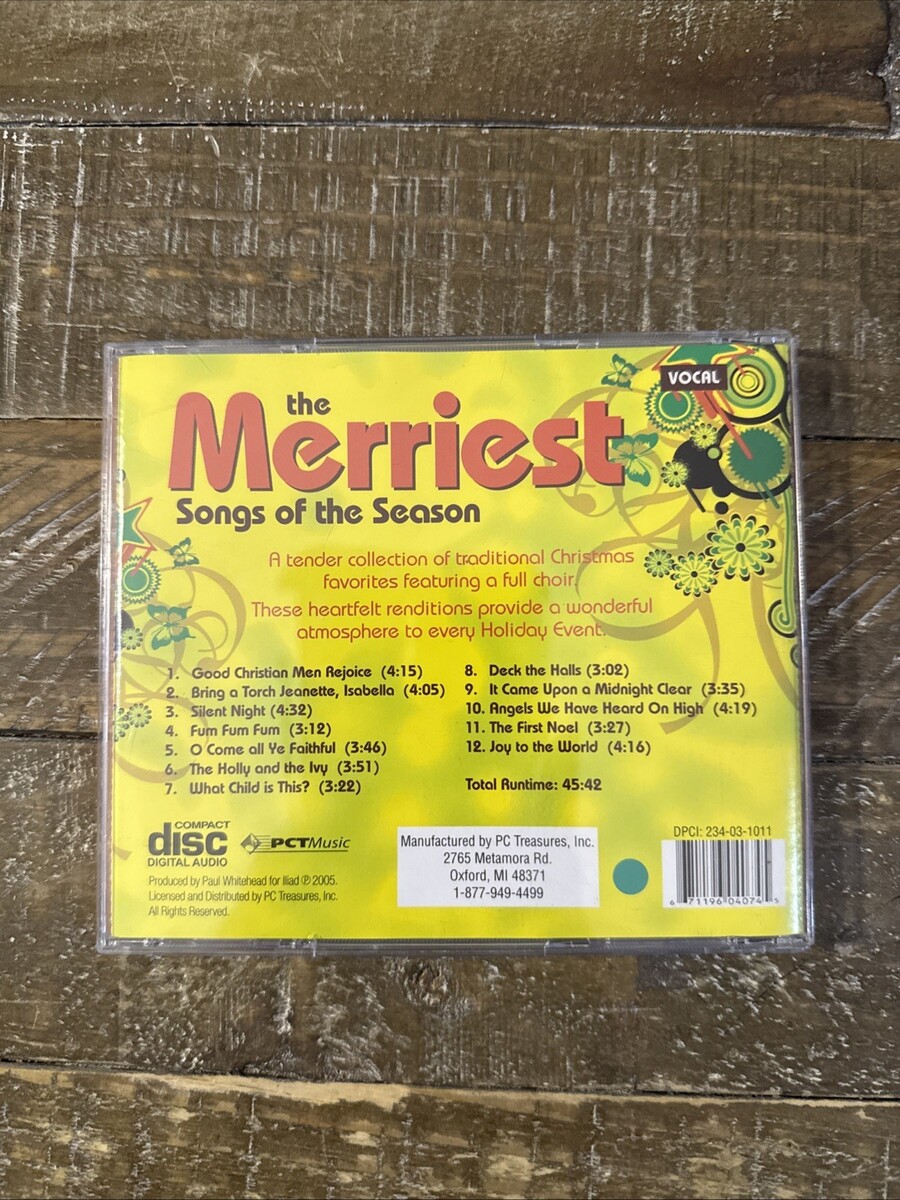 VOCAL
the
Merriest
Songs of the Season
A tender collection of traditional Christmas
favorites featuring a full choir.
These heartfelt renditions provide a wonderful
atmosphere to every Holiday Event.
1. Good Christian Men Rejoice (4:15)
2. Bring a Torch Jeanette, Isabella (4:05)
3. Silent Night (4:32)
4. Fum Fum Fum (3:12)
5. O Come all Ye Faithful (3:46)
6. The Holly and the Ivy (3:51)
7. What Child is This? (3:22)
8. Deck the Halls (3:02)
9. It Came Upon a Midnight Clear (3:35)
10. Angels We Have Heard On High (4:19)
11. The First Noel (3:27)
12. Joy to the World (4:16)
Total Runtime: 45:42
COMPACT
disc
DIGITAL AUDIO
PCTMusic
Produced by Paul Whitehead for Iliad ℗ 2005.
Licensed and Distributed by PC Treasures, Inc.
All Rights Reserved.
Manufactured by PC Treasures, Inc.
2765 Metamora Rd.
Oxford, MI 48371
1-877-949-4499
DPCI: 234-03-1011
6 71196 04074 5